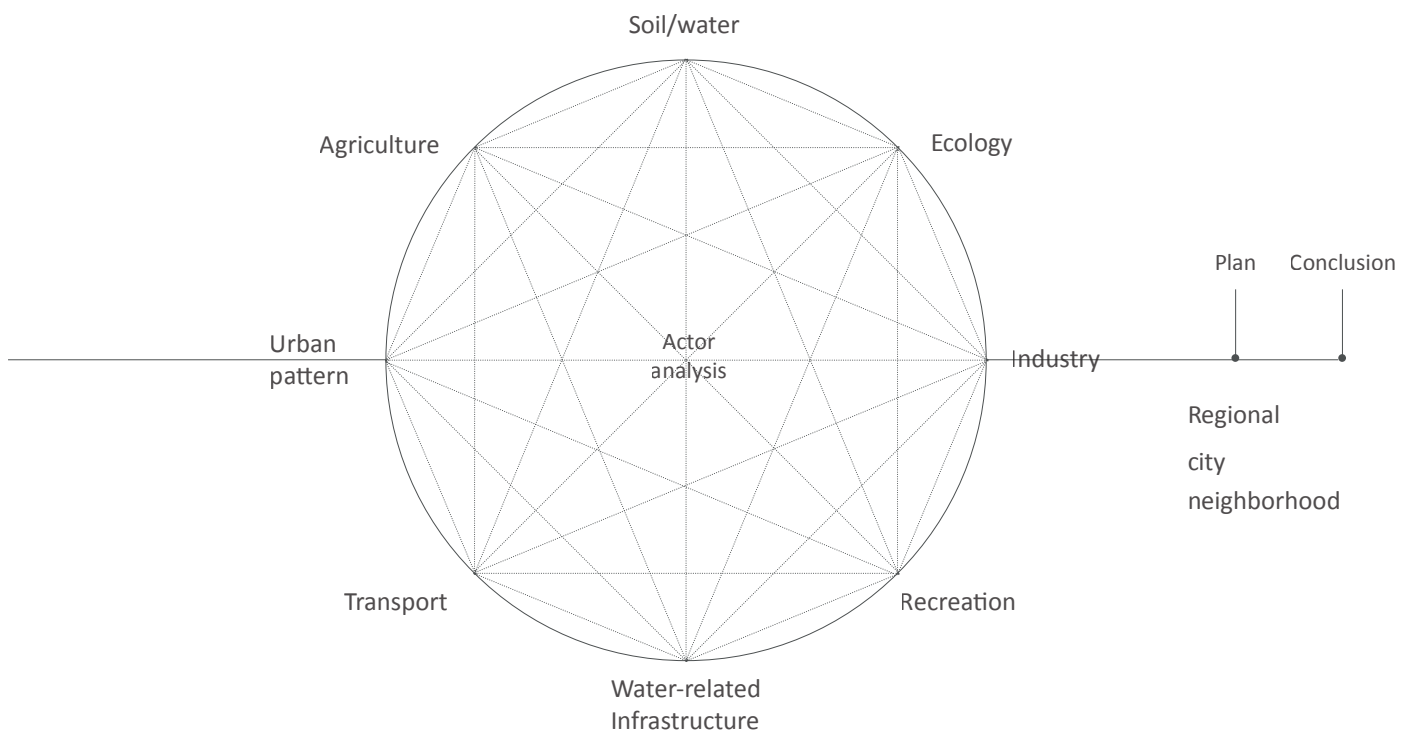 Soil/water
Agriculture
Ecology
Plan
Conclusion
Urban
pattern
Actor
analysis
Industry
Regional
city
neighborhood
Transport
Recreation
Water-related
Infrastructure